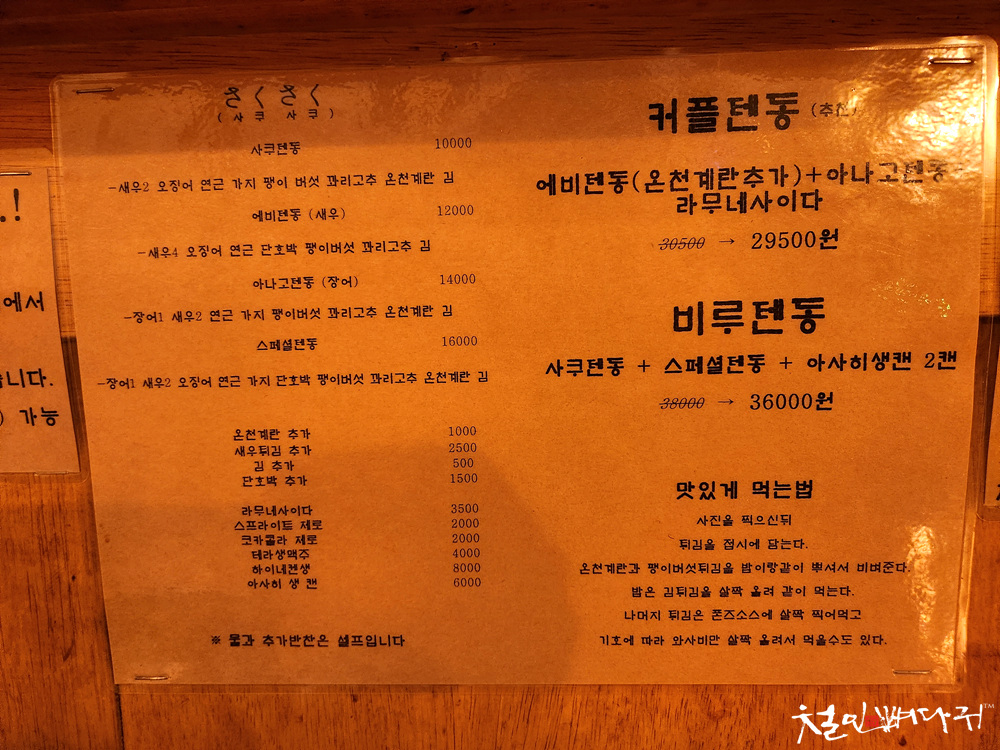 さくさく
(사쿠 사쿠)
사쿠텐동 10000
-새우2 오징어 연근 가지 팽이 버섯 꽈리고추 온천계란 김
에비텐동 (새우) 12000
-새우4 오징어 연근 단호박 팽이버섯 꽈리고추 김
아나고텐동 (장어) 14000
-장어1 새우2 오징어 연근 가지 팽이버섯 꽈리고추 온천계란 김
스페셜텐동 16000
-장어1 새우2 오징어 연근 가지 단호박 팽이버섯 꽈리고추 온천계란 김
온천계란 추가 1000
새우튀김 추가 2500
김 추가 500
단호박 추가 1500
라무네사이다 3500
스프라이트 제로 2000
코카콜라 제로 2000
테라생맥주 4000
하이네켄생 8000
아사히 생 캔 6000
※ 물과 추가반찬은 셀프입니다
커플텐동 (추천)
에비텐동(온천계란추가)+아나고텐동+
라무네사이다
30500 → 29500원
비루텐동
사쿠텐동 + 스페셜텐동 + 아사히생캔 2캔
38000 → 36000원
맛있게 먹는법
사진을 찍으신뒤
튀김을 접시에 담는다.
온천계란과 팽이버섯튀김을 밥이랑같이 뿌셔서 비벼준다.
밥은 김튀김을 살짝 올려 같이 먹는다.
나머지 튀김은 폰즈소스에 살짝 찍어먹고
기호에 따라 와사비만 살짝 올려서 먹을수도 있다.
.!
에서
습니다.
) 가능
철민뼈다귀™